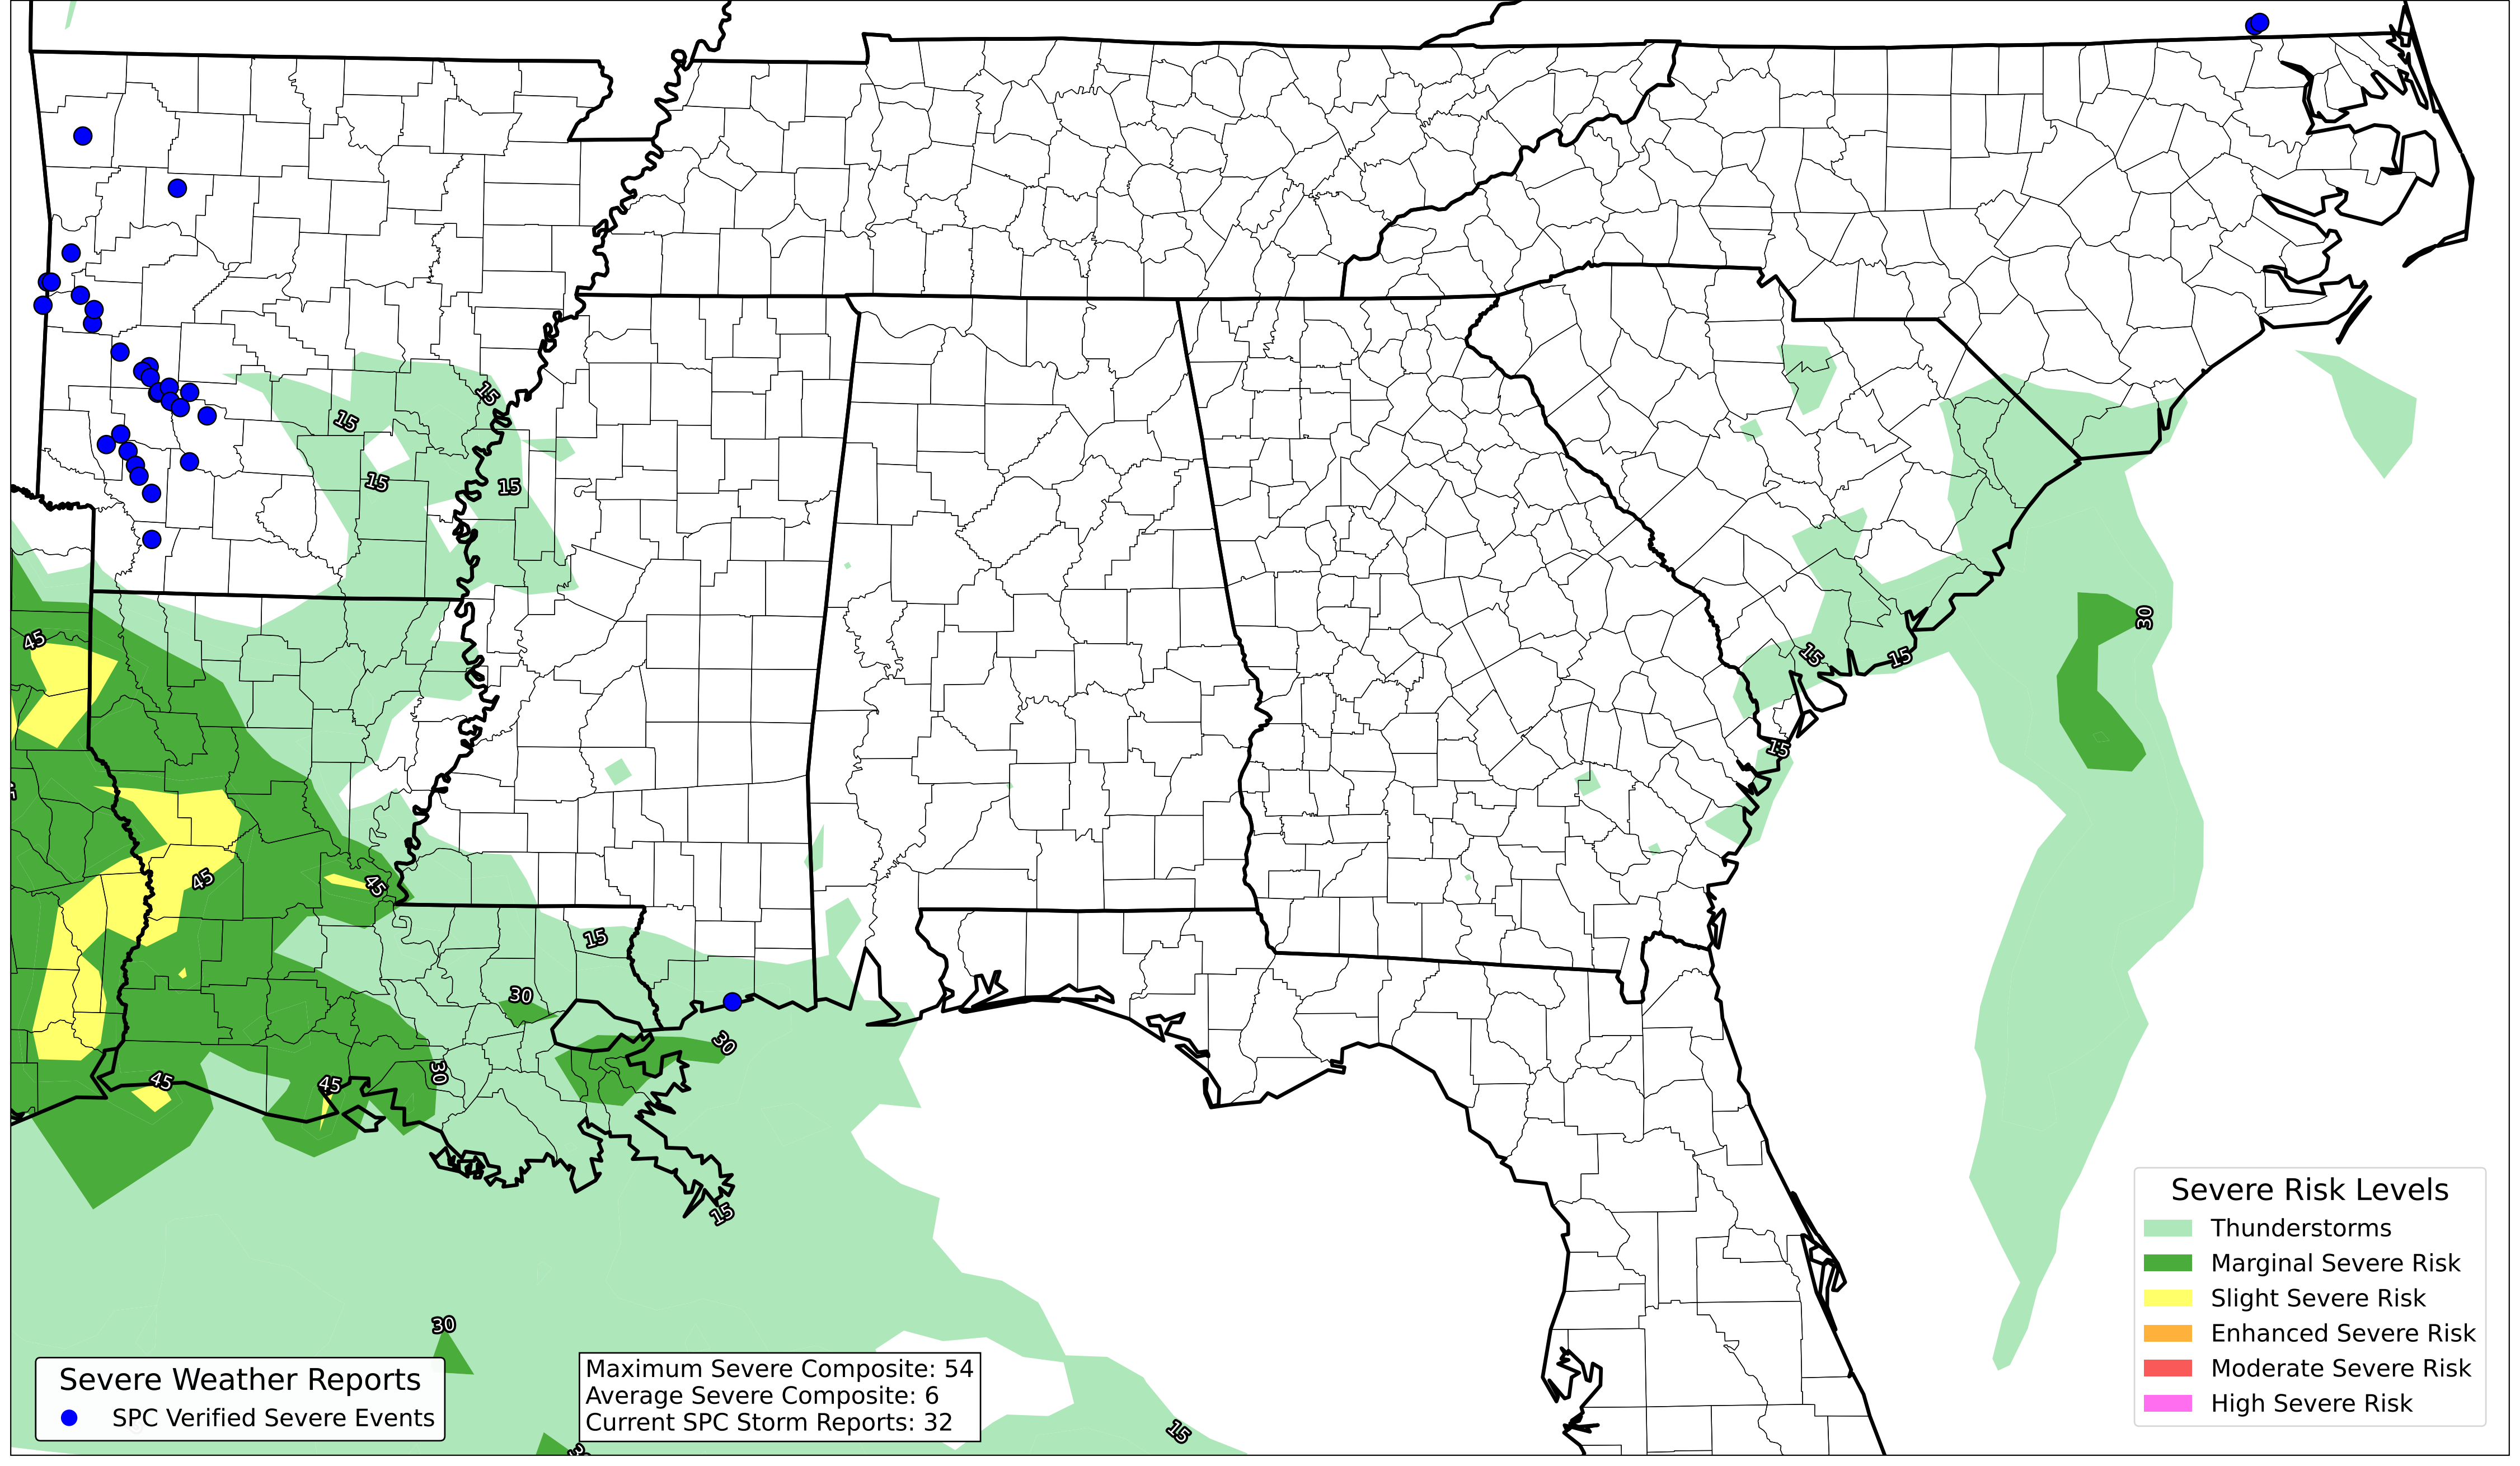 15
15
15
15
30
45
15
15
15
45
45
15
30
30
30
45
45
15
30
15
Severe Risk Levels
Thunderstorms
Marginal Severe Risk
Slight Severe Risk
Enhanced Severe Risk
Moderate Severe Risk
High Severe Risk
Severe Weather Reports
SPC Verified Severe Events
Maximum Severe Composite: 54
Average Severe Composite: 6
Current SPC Storm Reports: 32